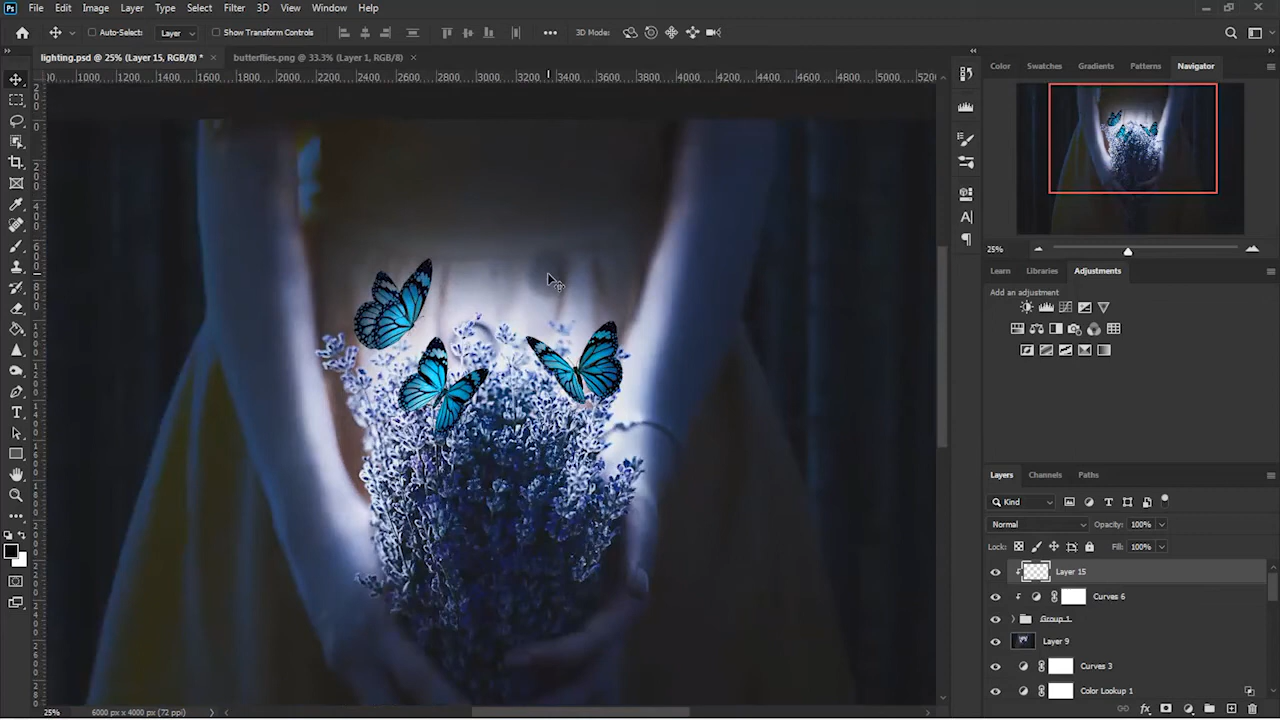 Ps File Edit Image Layer Type Select Filter 3D View Window Help
Auto-Select: Layer Show Transform Controls 3D Mode:
lighting.psd @ 25% (Layer 15, RGB/8) * butterflies.png @ 33.3% (Layer 1, RGB/8)
00 1000 1200 1400 1600 1800 2000 2200 2400 2600 2800 3000 3200 3400 3600 3800 4000 4200 4400 4600 4800 5000 520
Color Swatches Gradients Patterns Navigator
25%
Learn Libraries Adjustments
Add an adjustment
Layers Channels Paths
Kind
Normal Opacity: 100%
Lock: Fill: 100%
Layer 15
Curves 6
Group 1
Layer 9
Curves 3
Color Lookup 1
25% 6000 px x 4000 px (72 ppi)